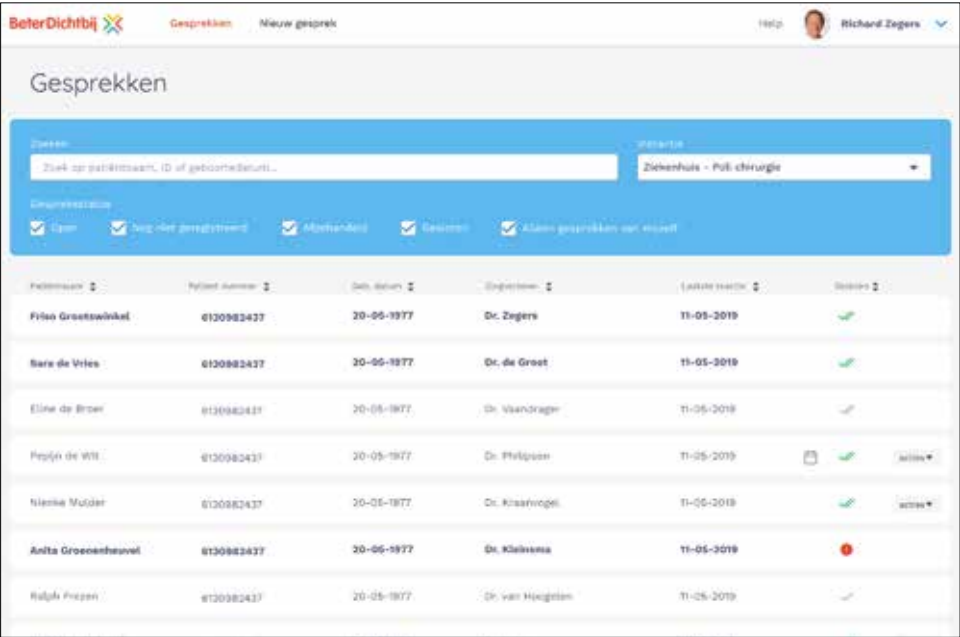 BeterDichtbij Gesprekken Nieuw gesprek Help Richard Zegers
Gesprekken
Zoeken
Zoek op patiëntnaam, ID of geboortedatum...
Ziekenhuis - Poli chirurgie
Gespreksstatus
Open Nog niet geregistreerd Afgehandeld Gesloten Alleen gesprekken van mijzelf
Patiëntnaam Patient nummer Geb. datum Laatste reactie
Friso Grootswinkel 6130982437 20-05-1977 Dr. Zegers 11-05-2019
Sara de Vries 6130982437 20-05-1977 Dr. de Groot 11-05-2019
Eline de Broer 6130982437 20-05-1977 Dr. Vaandrager 11-05-2019
Pepijn de Wit 6130982437 20-05-1977 Dr. Philipsen 11-05-2019 acties
Nienke Mulder 6130982437 20-05-1977 Dr. Kraanvogel 11-05-2019 acties
Anita Groenenheuvel 6130982437 20-05-1977 Dr. Kleinsma 11-05-2019
Ralph Frezen 6130982437 20-05-1977 Dr. van Hoogdalen 11-05-2019